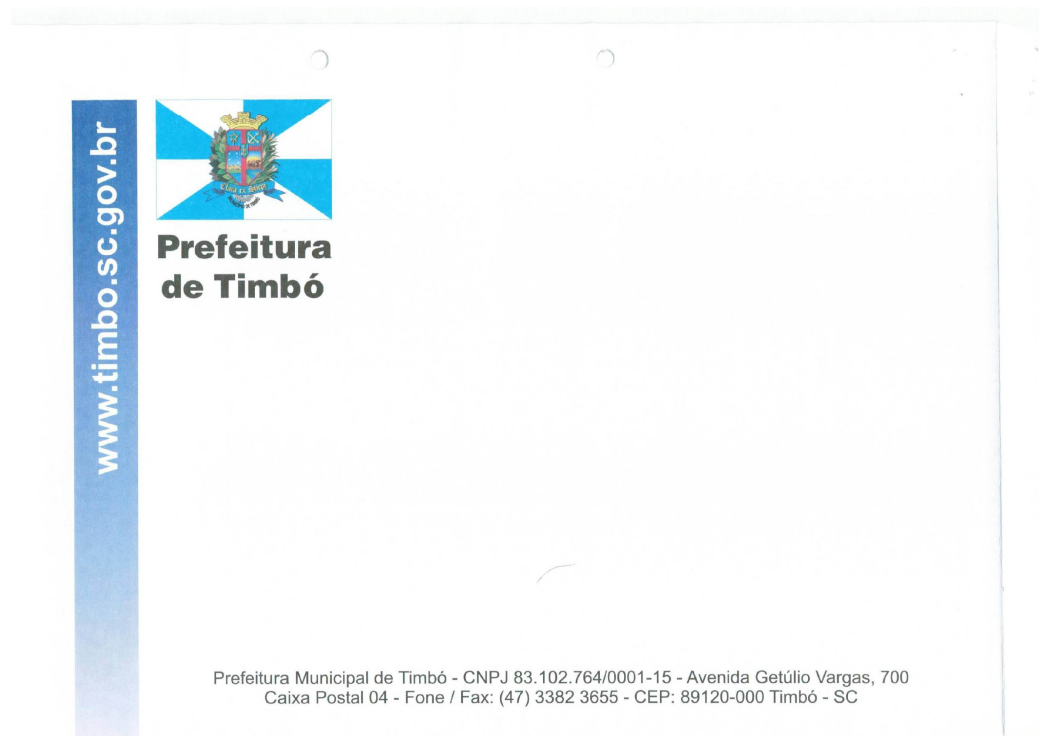 www.timbo.sc.gov.br
Prefeitura
de Timbó
Prefeitura Municipal de Timbó - CNPJ 83.102.764/0001-15 - Avenida Getúlio Vargas, 700
Caixa Postal 04 - Fone / Fax: (47) 3382 3655 - CEP: 89120-000 Timbó - SC